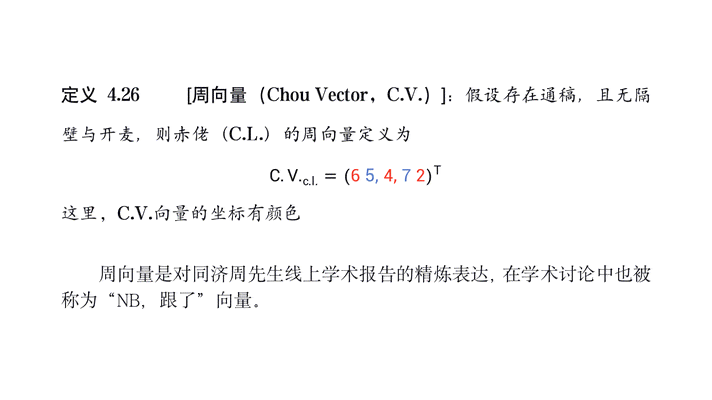 定义 4.26 [周向量（Chou Vector，C.V.）]：假设存在通稿，且无隔
壁与开麦，则赤佬（C.L.）的周向量定义为
C. V.c.l. = (6 5, 4, 7 2)T
这里，C.V.向量的坐标有颜色
周向量是对同济周先生线上学术报告的精炼表达，在学术讨论中也被
称为“NB，跟了”向量。